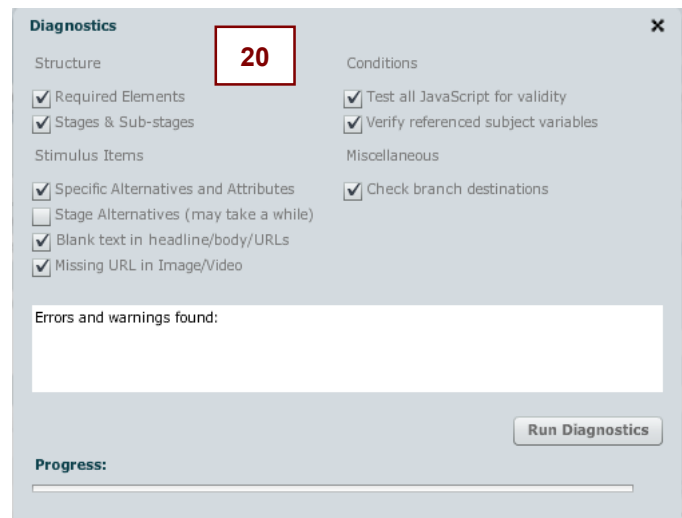 Diagnostics
20
Structure
Required Elements
Stages & Sub-stages
Stimulus Items
Specific Alternatives and Attributes
Stage Alternatives (may take a while)
Blank text in headline/body/URLs
Missing URL in Image/Video
Conditions
Test all JavaScript for validity
Verify referenced subject variables
Miscellaneous
Check branch destinations
Errors and warnings found:
Run Diagnostics
Progress: